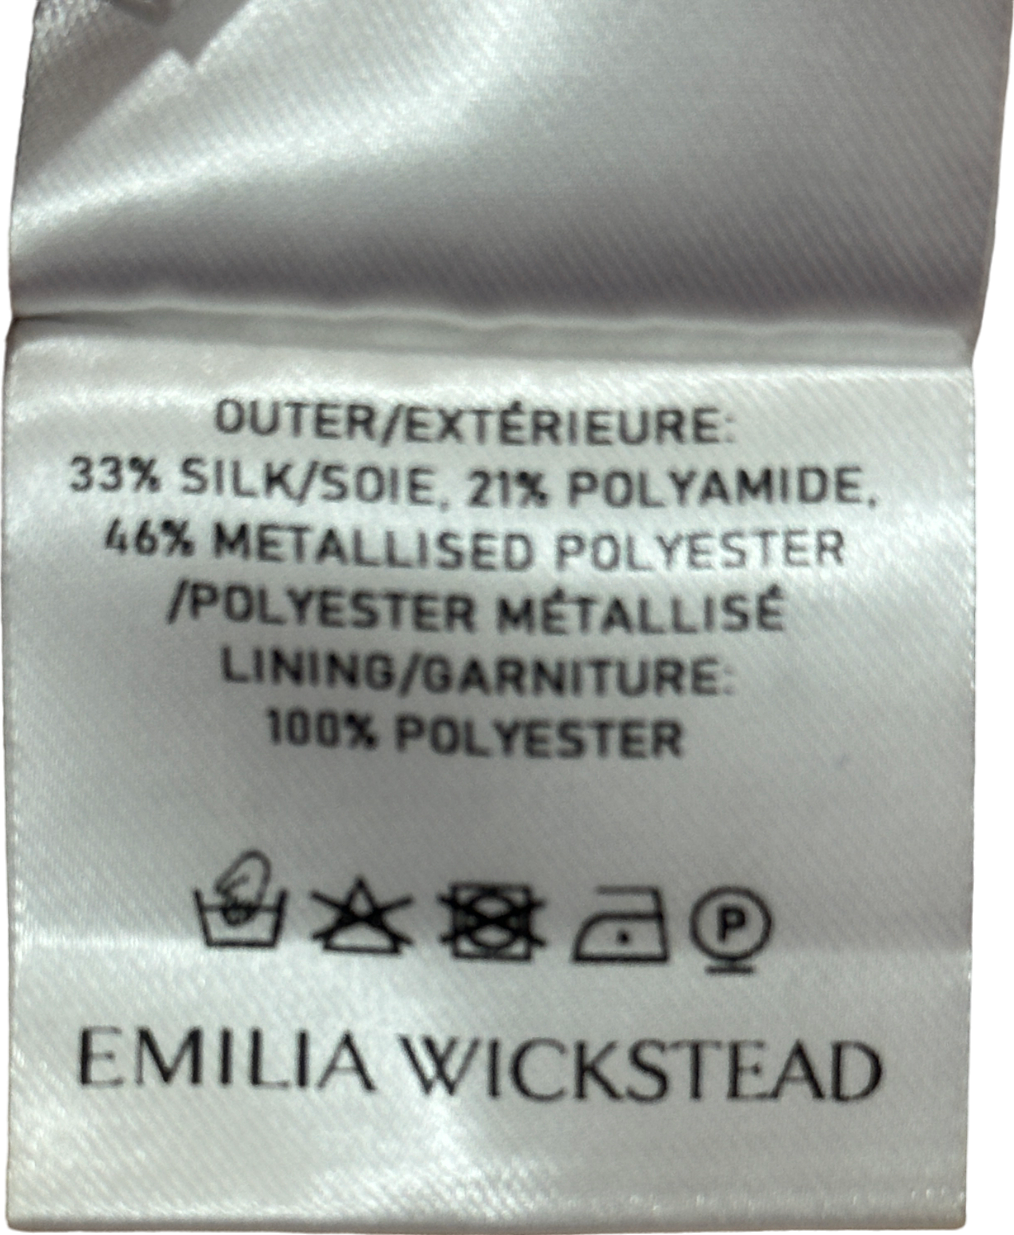 OUTER/EXTÉRIEURE:
33% SILK/SOIE, 21% POLYAMIDE,
46% METALLISED POLYESTER
/POLYESTER MÉTALLISÉ
LINING/GARNITURE:
100% POLYESTER
P
EMILIA WICKSTEAD